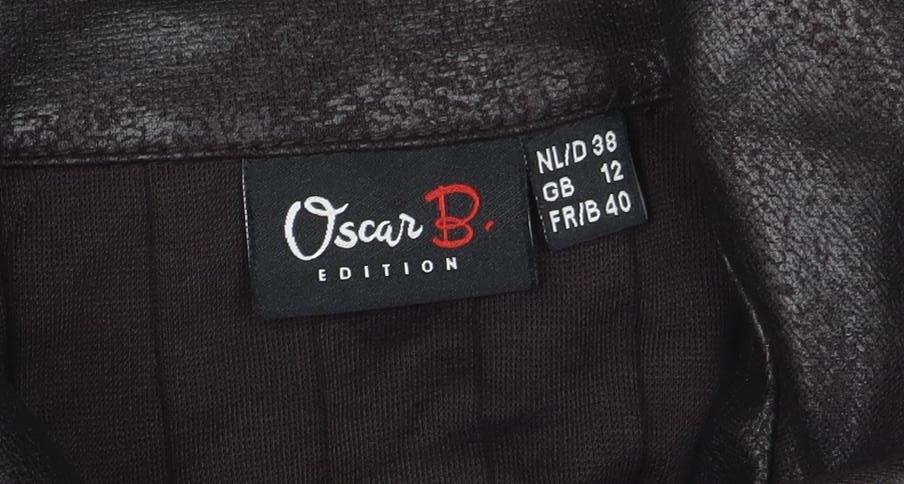 Oscar B.
EDITION
NL/D 38
GB 12
FR/B 40